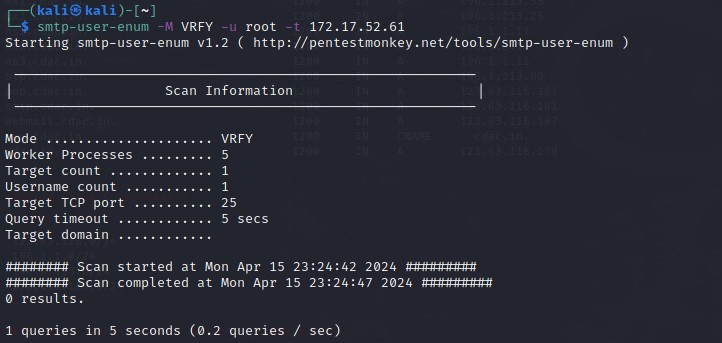 ┌──(kali㉿kali)-[~]
└─$ smtp-user-enum -M VRFY -u root -t 172.17.52.61
Starting smtp-user-enum v1.2 ( http://pentestmonkey.net/tools/smtp-user-enum )
| Scan Information |
Mode ..................... VRFY
Worker Processes ......... 5
Target count ............. 1
Username count ........... 1
Target TCP port .......... 25
Query timeout ............ 5 secs
Target domain ............
######## Scan started at Mon Apr 15 23:24:42 2024 #########
######## Scan completed at Mon Apr 15 23:24:47 2024 #########
0 results.
1 queries in 5 seconds (0.2 queries / sec)